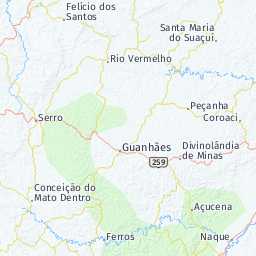 Felício dos
Santos
Santa Maria
do Suaçuí
Rio Vermelho
Peçanha
Coroaci
Serro
Guanhães
259
Divinolândia
de Minas
Conceição do
Mato Dentro
Açucena
Ferros
Naque